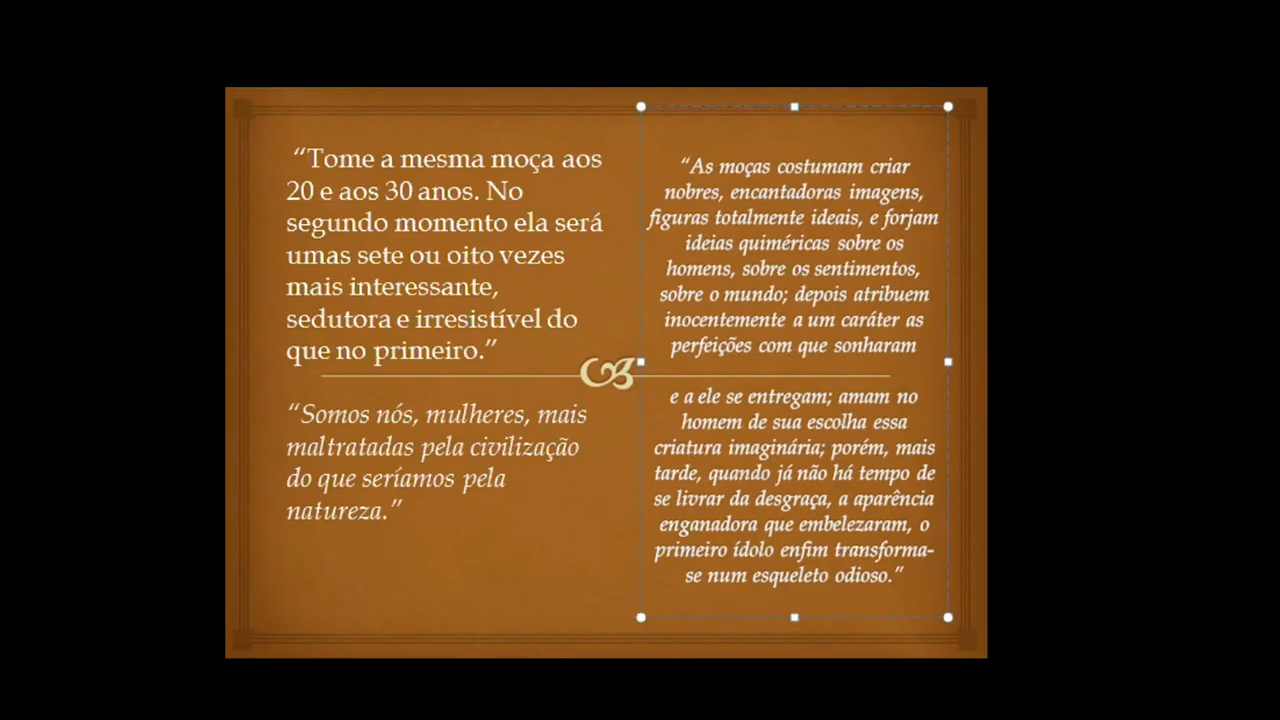 “Tome a mesma moça aos
20 e aos 30 anos. No
segundo momento ela será
umas sete ou oito vezes
mais interessante,
sedutora e irresistível do
que no primeiro.”
“Somos nós, mulheres, mais
maltratadas pela civilização
do que seríamos pela
natureza.”
“As moças costumam criar
nobres, encantadoras imagens,
figuras totalmente ideais, e forjam
ideias quiméricas sobre os
homens, sobre os sentimentos,
sobre o mundo; depois atribuem
inocentemente a um caráter as
perfeições com que sonharam
e a ele se entregam; amam no
homem de sua escolha essa
criatura imaginária; porém, mais
tarde, quando já não há tempo de
se livrar da desgraça, a aparência
enganadora que embelezaram, o
primeiro ídolo enfim transforma-
se num esqueleto odioso.”